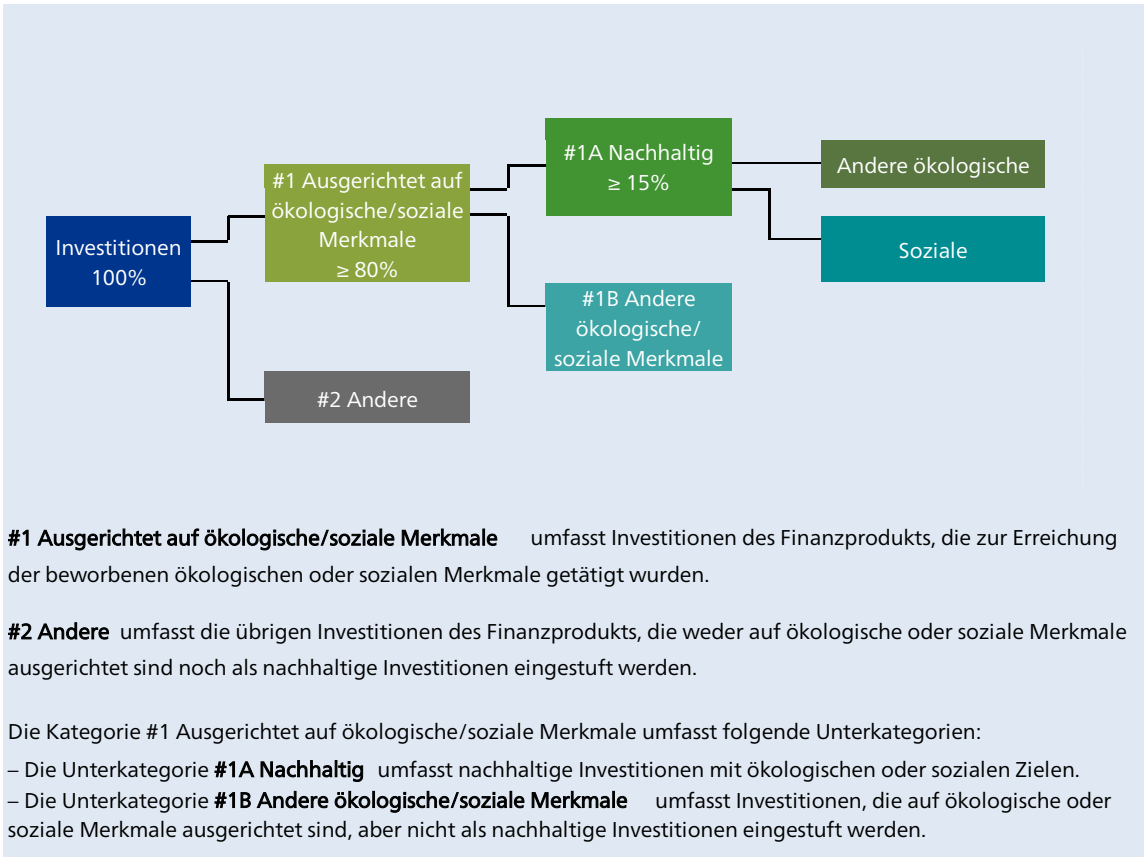 Investitionen
100%
#1 Ausgerichtet auf
ökologische/soziale
Merkmale
≥ 80%
#2 Andere
#1A Nachhaltig
≥ 15%
#1B Andere
ökologische/
soziale Merkmale
Andere ökologische
Soziale
#1 Ausgerichtet auf ökologische/soziale Merkmale umfasst Investitionen des Finanzprodukts, die zur Erreichung
der beworbenen ökologischen oder sozialen Merkmale getätigt wurden.
#2 Andere umfasst die übrigen Investitionen des Finanzprodukts, die weder auf ökologische oder soziale Merkmale
ausgerichtet sind noch als nachhaltige Investitionen eingestuft werden.
Die Kategorie #1 Ausgerichtet auf ökologische/soziale Merkmale umfasst folgende Unterkategorien:
– Die Unterkategorie #1A Nachhaltig umfasst nachhaltige Investitionen mit ökologischen oder sozialen Zielen.
– Die Unterkategorie #1B Andere ökologische/soziale Merkmale umfasst Investitionen, die auf ökologische oder
soziale Merkmale ausgerichtet sind, aber nicht als nachhaltige Investitionen eingestuft werden.